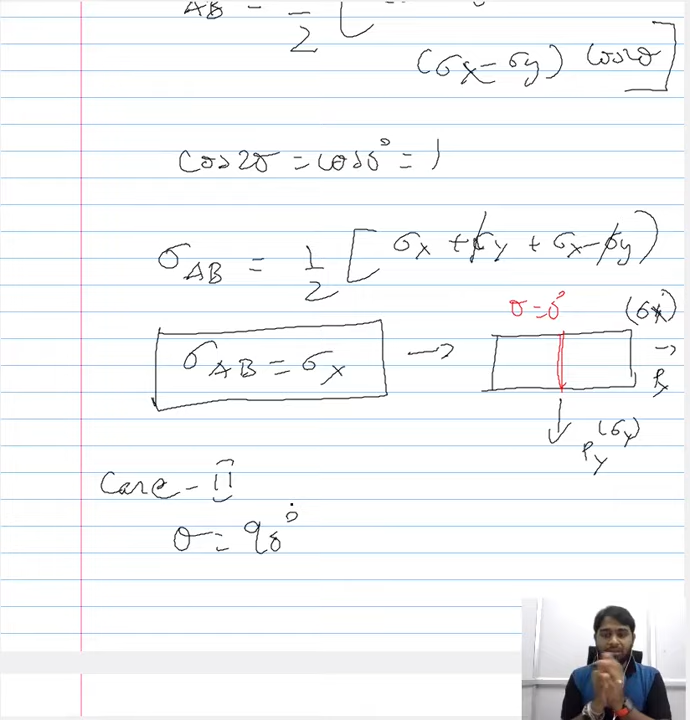 AB = 1/2 [
(σx - σy) cos2θ]
cos2θ = cos0° = 1
σAB = 1/2 [σx + σy + σx - σy)
θ = 0° (σx)
σAB = σx → → Px
Py (σy)
Case - II
θ = 90°